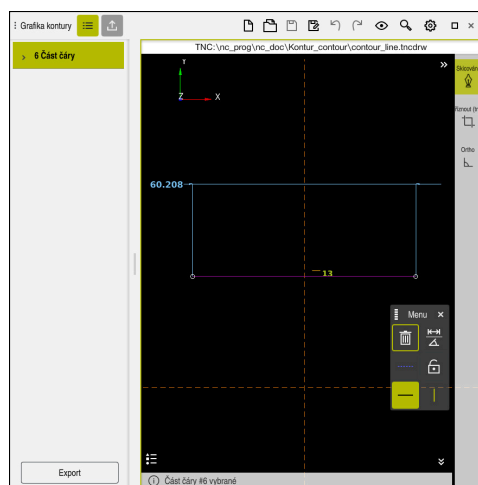 Grafika kontury
TNC:\nc_prog\nc_doc\Kontur_contour\contour_line.tncdrw
6 Část čáry
Y
Z
X
Skicován
Ortho
60.208
13
Menu
Export
Část čáry #6 vybrané